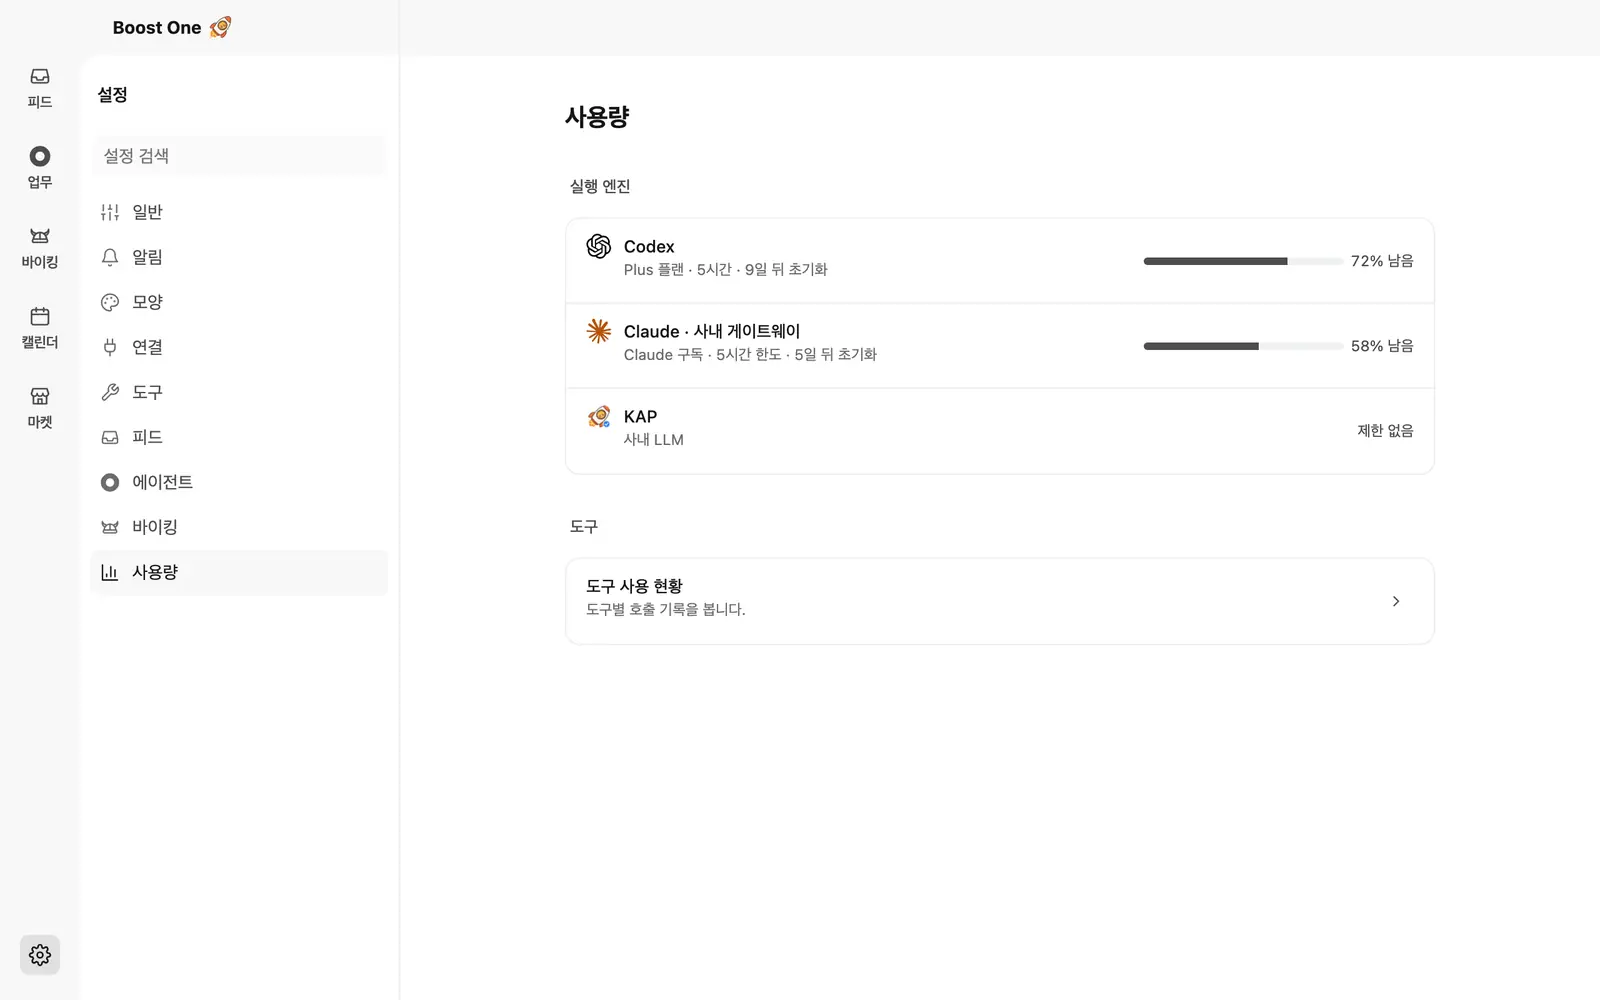 Boost One
피드
업무
바이킹
캘린더
마켓
설정
설정 검색
일반
알림
모양
연결
도구
피드
에이전트
바이킹
사용량
사용량
실행 엔진
Codex
Plus 플랜 · 5시간 · 9일 뒤 초기화
72% 남음
Claude · 사내 게이트웨이
Claude 구독 · 5시간 한도 · 5일 뒤 초기화
58% 남음
KAP
사내 LLM
제한 없음
도구
도구 사용 현황
도구별 호출 기록을 봅니다.